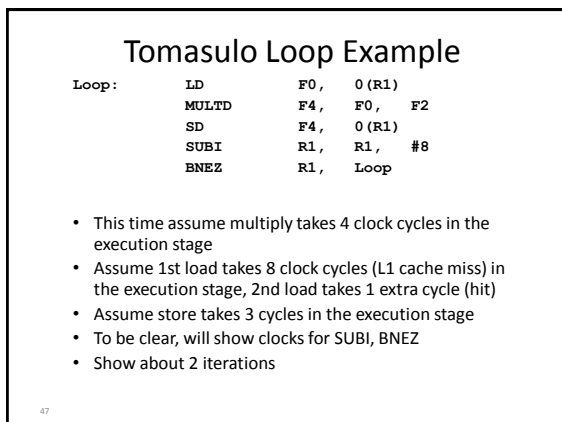 Tomasulo Loop Example
Loop: LD F0, 0(R1)
MULTD F4, F0, F2
SD F4, 0(R1)
SUBI R1, R1, #8
BNEZ R1, Loop
• This time assume multiply takes 4 clock cycles in the
execution stage
• Assume 1st load takes 8 clock cycles (L1 cache miss) in
the execution stage, 2nd load takes 1 extra cycle (hit)
• Assume store takes 3 cycles in the execution stage
• To be clear, will show clocks for SUBI, BNEZ
• Show about 2 iterations
47